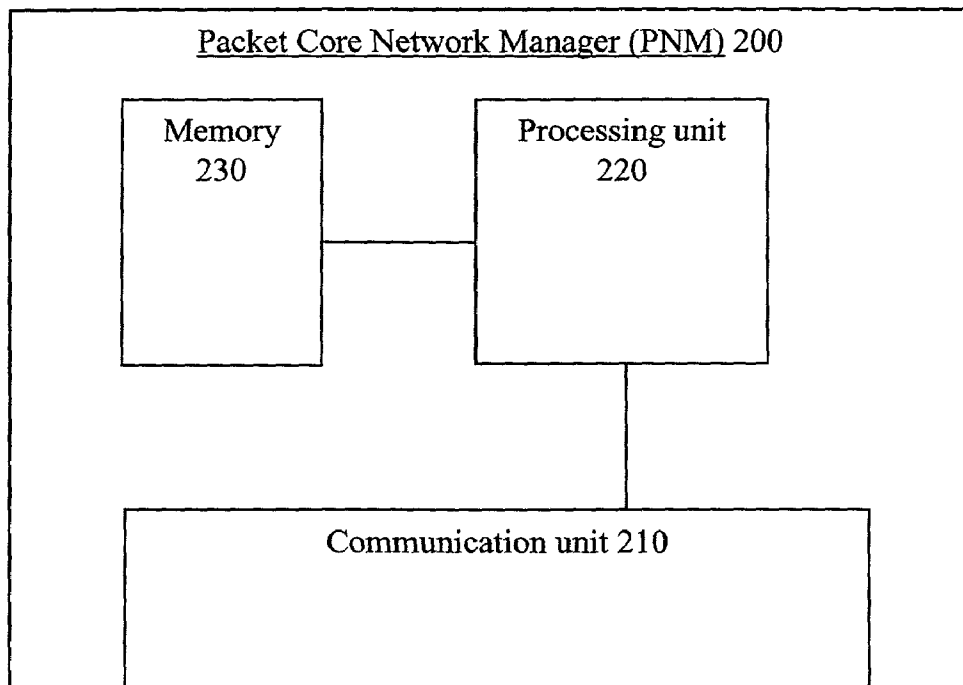 Packet Core Network Manager (PNM) 200
Memory
230
Processing unit
220
Communication unit 210